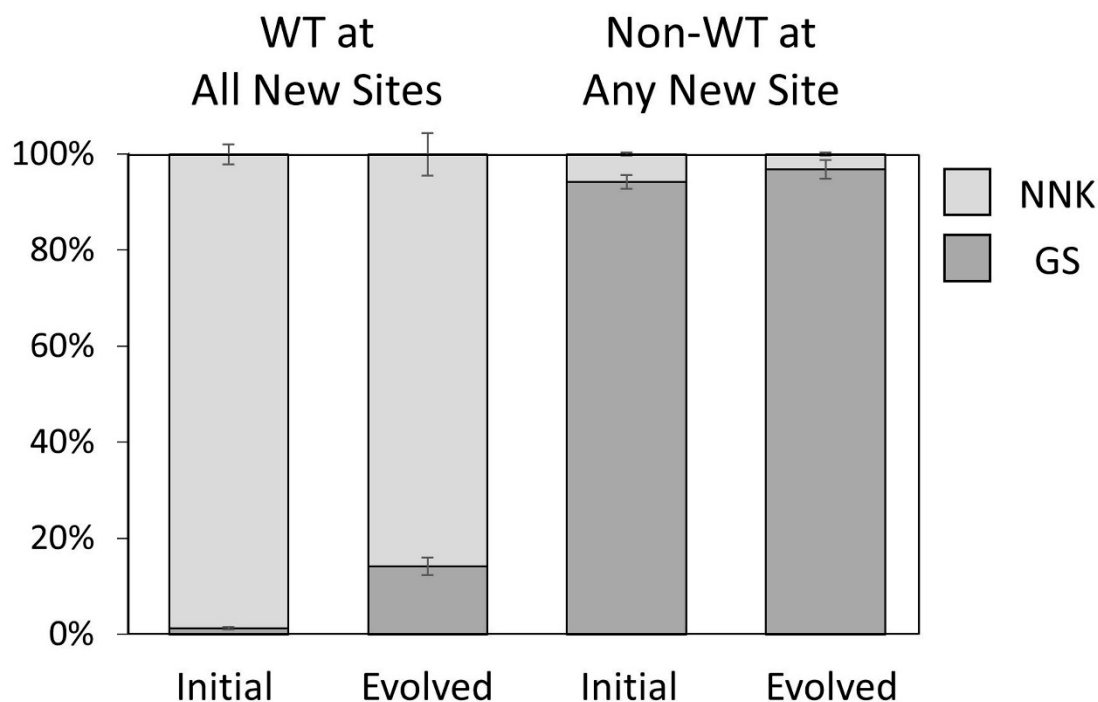 WT at
All New Sites
Non-WT at
Any New Site
100%
80%
60%
40%
20%
0%
NNK
GS
Initial
Evolved
Initial
Evolved